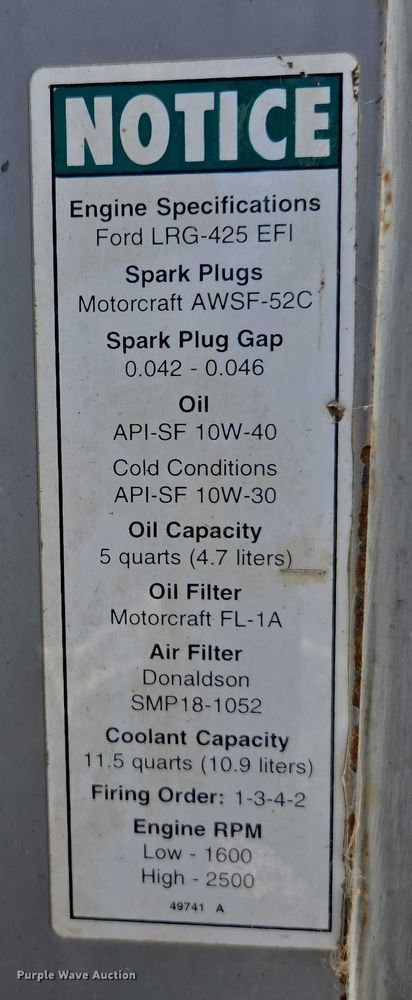 NOTICE
Engine Specifications
Ford LRG-425 EFI
Spark Plugs
Motorcraft AWSF-52C
Spark Plug Gap
0.042 - 0.046
Oil
API-SF 10W-40
Cold Conditions
API-SF 10W-30
Oil Capacity
5 quarts (4.7 liters)
Oil Filter
Motorcraft FL-1A
Air Filter
Donaldson
SMP18-1052
Coolant Capacity
11.5 quarts (10.9 liters)
Firing Order: 1-3-4-2
Engine RPM
Low - 1600
High - 2500
49741 A
Purple Wave Auction